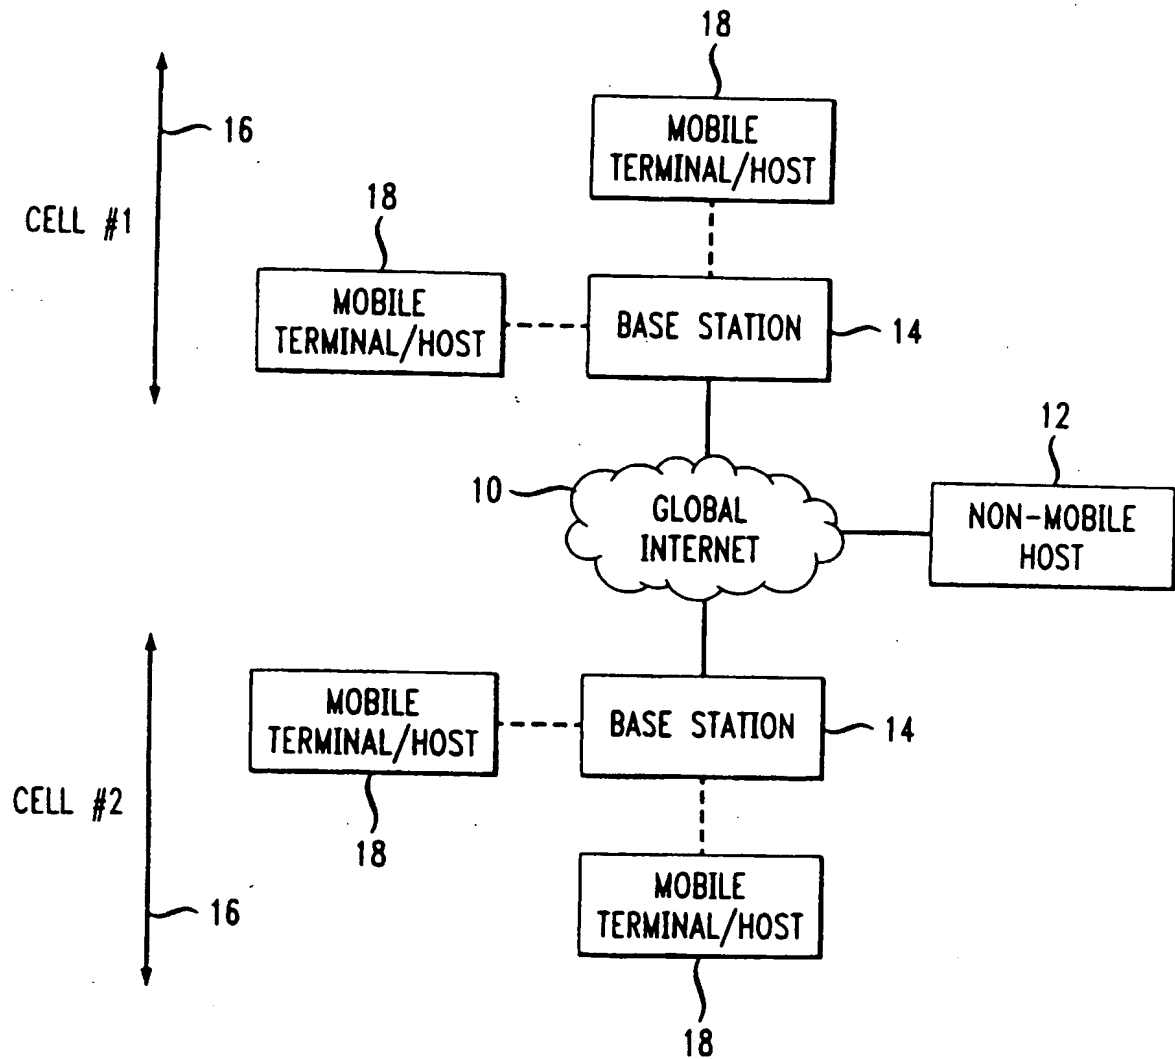 18
MOBILE
TERMINAL/HOST
16
CELL #1
18
MOBILE
TERMINAL/HOST
BASE STATION
14
12
10
GLOBAL
INTERNET
NON-MOBILE
HOST
MOBILE
TERMINAL/HOST
BASE STATION
14
CELL #2
18
16
MOBILE
TERMINAL/HOST
18